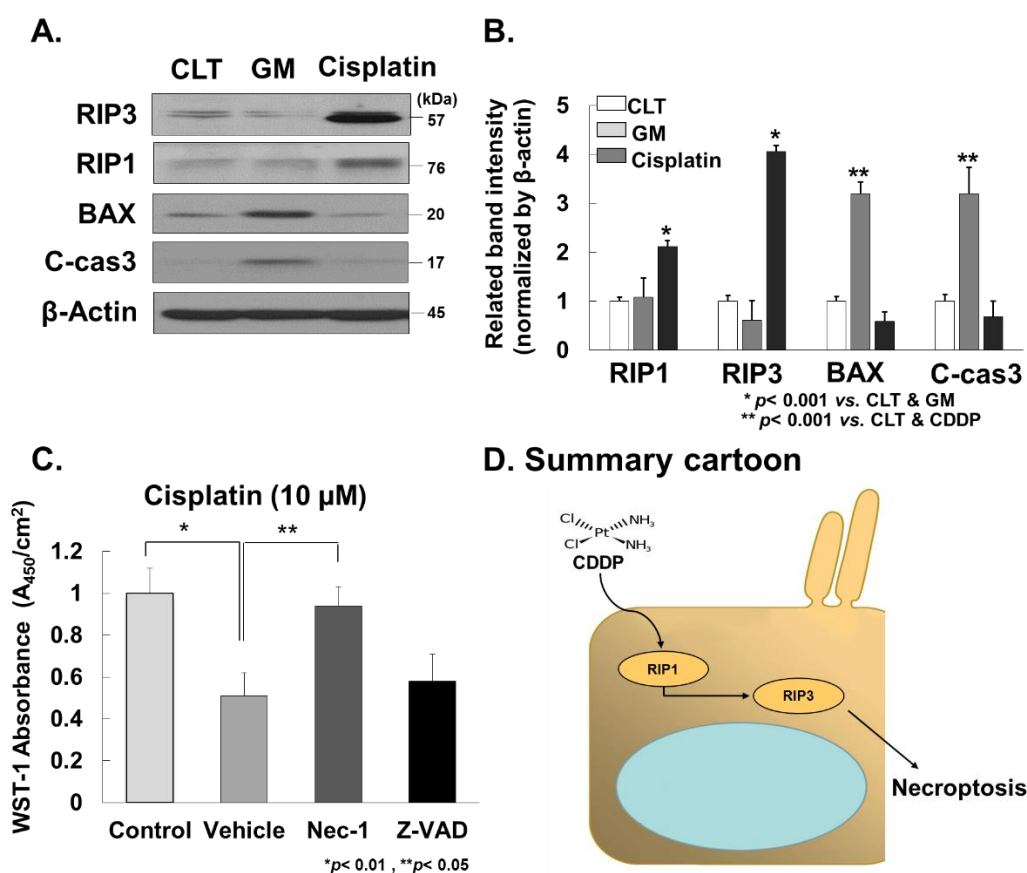 A.
CLT GM Cisplatin
(kDa)
RIP3 57
RIP1 76
BAX 20
C-cas3 17
β-Actin 45
B.
Related band intensity
(normalized by β-actin)
5
4
3
2
1
0
CLT
GM
Cisplatin
* * ** **
RIP1 RIP3 BAX C-cas3
* p< 0.001 vs. CLT & GM
** p< 0.001 vs. CLT & CDDP
C.
Cisplatin (10 μM)
* **
WST-1 Absorbance (A450/cm²)
1.2
1
0.8
0.6
0.4
0.2
0
Control Vehicle Nec-1 Z-VAD
*p< 0.01 , **p< 0.05
D. Summary cartoon
Cl NH₃
Pt
Cl NH₃
CDDP
RIP1
RIP3
Necroptosis